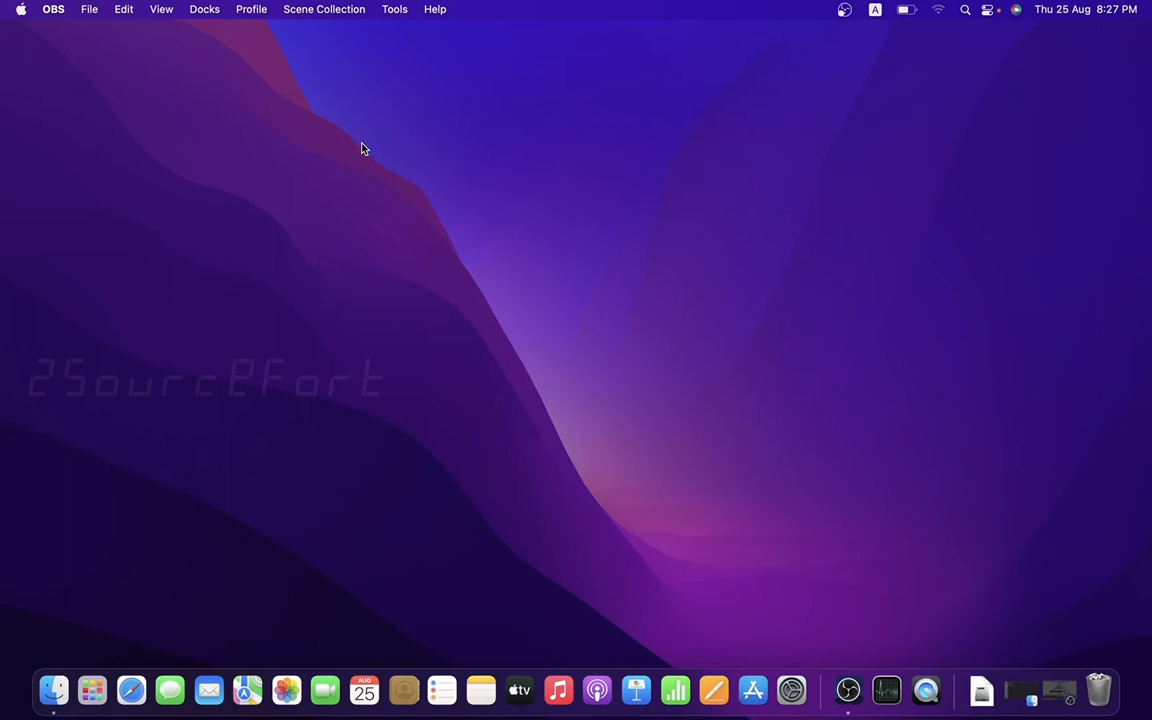 OBS File Edit View Docks Profile Scene Collection Tools Help A Thu 25 Aug 8:27 PM
2SourceFort
tv AUG 25